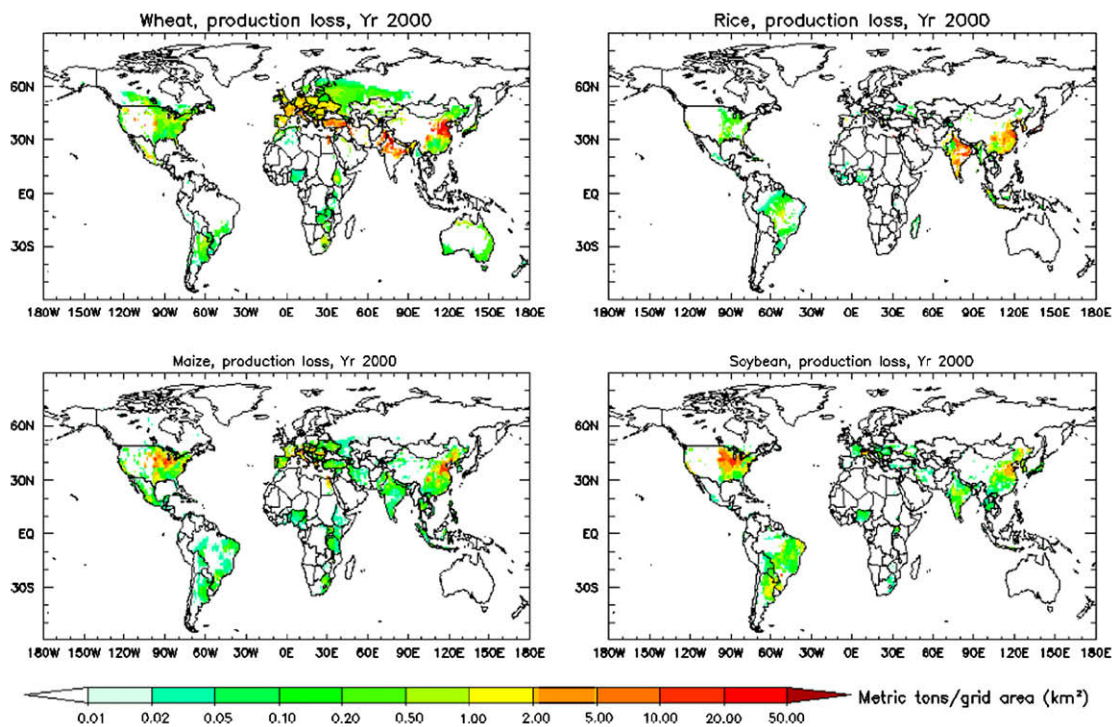 Wheat, production loss, Yr 2000
Rice, production loss, Yr 2000
60N
30N
EQ
30S
180W 150W 120W 90W 60W 30W 0E 30E 60E 90E 120E 150E 180E
60N
30N
EQ
30S
180W 150W 120W 90W 60W 30W 0E 30E 60E 90E 120E 150E 180E
Maize, production loss, Yr 2000
Soybean, production loss, Yr 2000
60N
30N
EQ
30S
180W 150W 120W 90W 60W 30W 0E 30E 60E 90E 120E 150E 180E
60N
30N
EQ
30S
180W 150W 120W 90W 60W 30W 0E 30E 60E 90E 120E 150E 180E
0.01 0.02 0.05 0.10 0.20 0.50 1.00 2.00 5.00 10.00 20.00 50.00
Metric tons/grid area (km²)